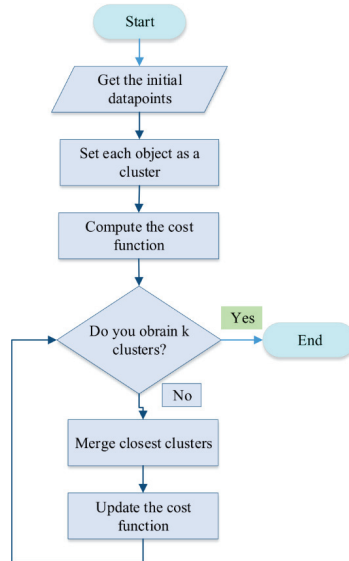 Start
Get the initial
datapoints
Set each object as a
cluster
Compute the cost
function
Do you obrain k
clusters?
Yes
End
No
Merge closest clusters
Update the cost
function